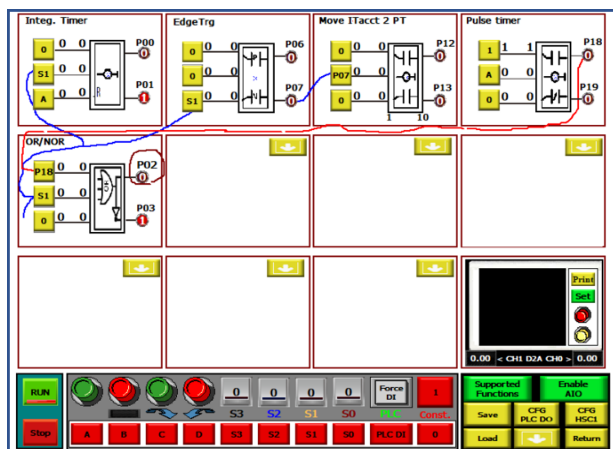 Integ. Timer
EdgeTrg
Move ITacct 2 PT
Pulse timer
0 0 0 P00 0
S1 0 0
A 0 0 R P01 1
0 0 0 P06 0
0 0 0
S1 0 0 P07 0
0 0 0 P12 0
P07 0 0
0 0 0 P13 0
1 10
1 1 1 P18 0
A 0 0
0 0 0 P19 0
OR/NOR
P18 0 0 P02 0
S1 0 0
0 0 0 P03 1
OR
Print
Set
0.00 < CH1 D2A CH0 > 0.00
RUN
Stop
0 0 0 0
S3 S2 S1 S0
Force DI
PLC
1
Const.
A B C D S3 S2 S1 S0 PLC DI 0
Supported Functions
Enable AIO
Save
CFG PLC DO
CFG HSC1
Load
Return